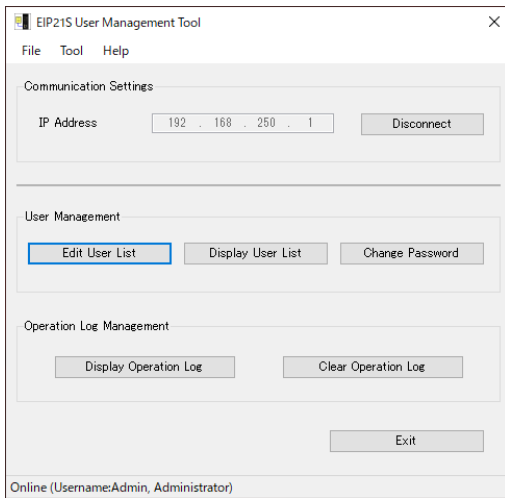 EIP21S User Management Tool
File Tool Help
Communication Settings
IP Address 192 . 168 . 250 . 1 Disconnect
User Management
Edit User List Display User List Change Password
Operation Log Management
Display Operation Log Clear Operation Log
Exit
Online (Username:Admin, Administrator)